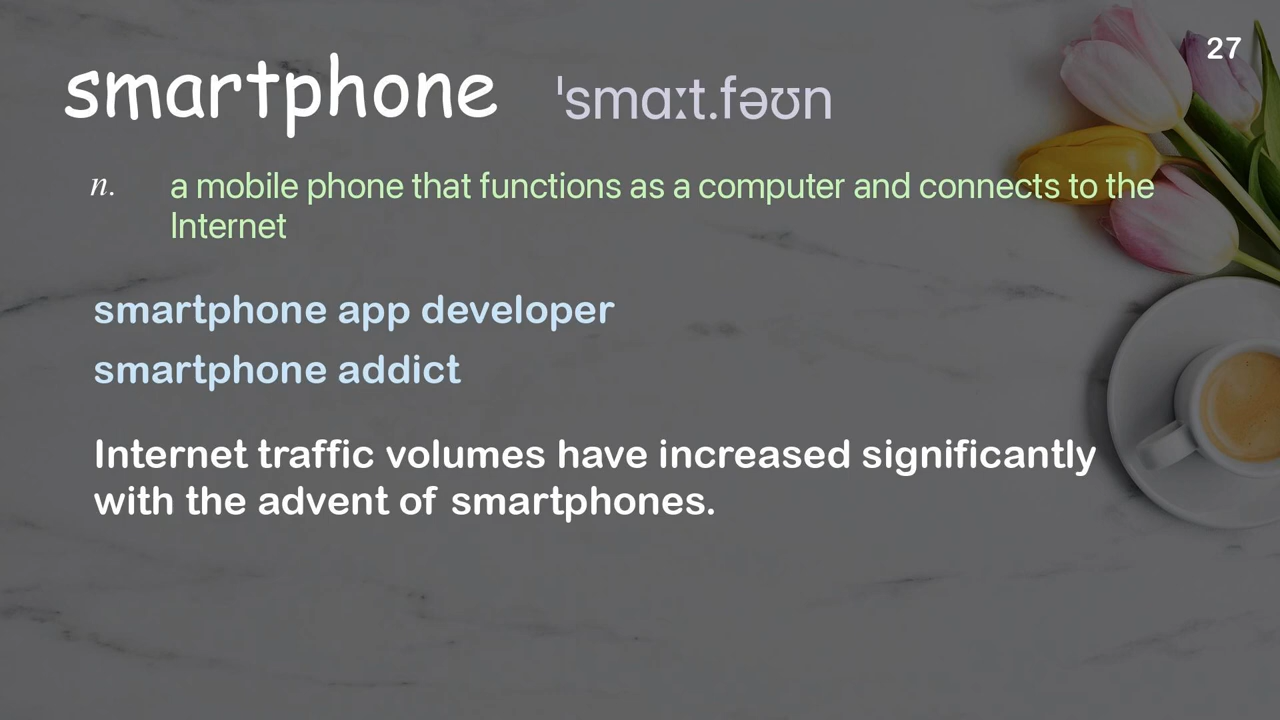 27
smartphone ˈsmɑːt.fəʊn
n. a mobile phone that functions as a computer and connects to the
Internet
smartphone app developer
smartphone addict
Internet traffic volumes have increased significantly
with the advent of smartphones.